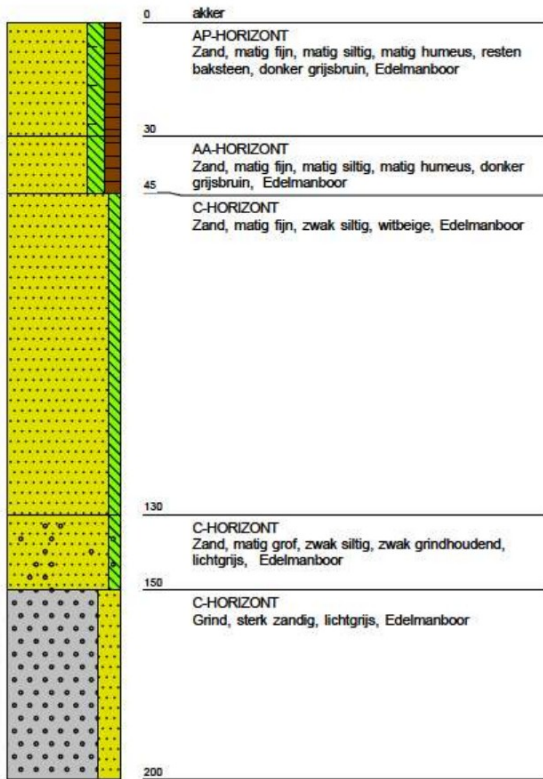 0 akker
AP-HORIZONT
Zand, matig fijn, matig siltig, matig humeus, resten
baksteen, donker grijsbruin, Edelmanboor
30
AA-HORIZONT
Zand, matig fijn, matig siltig, matig humeus, donker
grijsbruin, Edelmanboor
45
C-HORIZONT
Zand, matig fijn, zwak siltig, witbeige, Edelmanboor
130
C-HORIZONT
Zand, matig grof, zwak siltig, zwak grindhoudend,
lichtgrijs, Edelmanboor
150
C-HORIZONT
Grind, sterk zandig, lichtgrijs, Edelmanboor
200